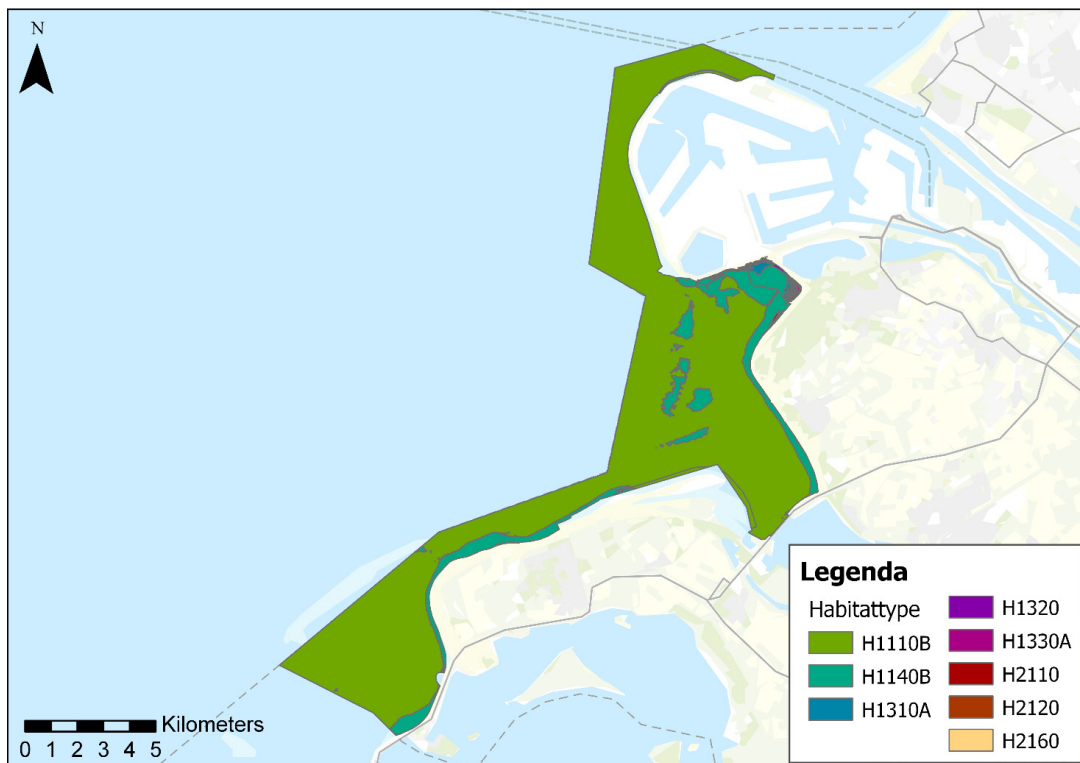 N
Kilometers
0 1 2 3 4 5
Legenda
Habitattype
H1110B
H1140B
H1310A
H1320
H1330A
H2110
H2120
H2160